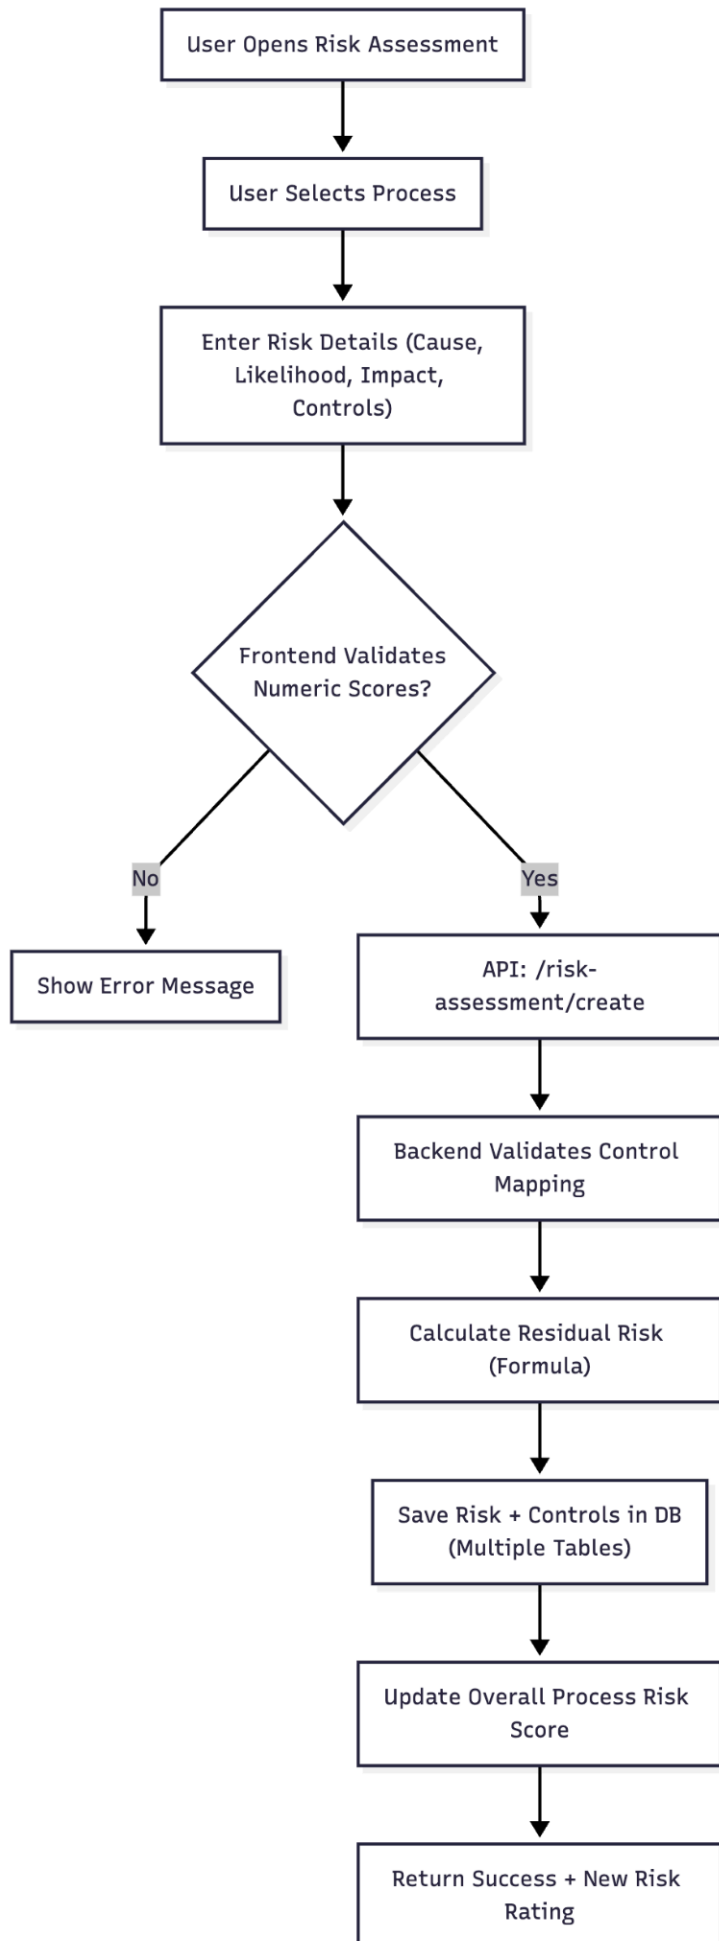 User Opens Risk Assessment
User Selects Process
Enter Risk Details (Cause,
Likelihood, Impact,
Controls)
Frontend Validates
Numeric Scores?
No
Yes
Show Error Message
API: /risk-
assessment/create
Backend Validates Control
Mapping
Calculate Residual Risk
(Formula)
Save Risk + Controls in DB
(Multiple Tables)
Update Overall Process Risk
Score
Return Success + New Risk
Rating